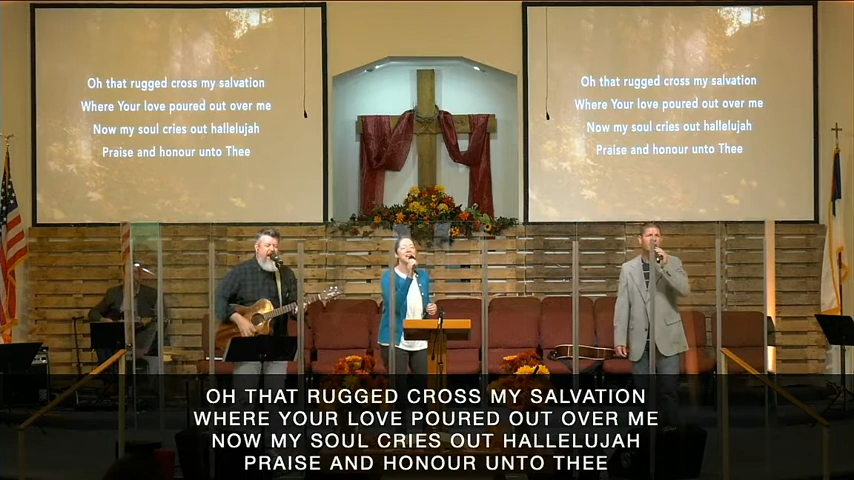 Oh that rugged cross my salvation
Where Your love poured out over me
Now my soul cries out hallelujah
Praise and honour unto Thee
Oh that rugged cross my salvation
Where Your love poured out over me
Now my soul cries out hallelujah
Praise and honour unto Thee
OH THAT RUGGED CROSS MY SALVATION
WHERE YOUR LOVE POURED OUT OVER ME
NOW MY SOUL CRIES OUT HALLELUJAH
PRAISE AND HONOUR UNTO THEE